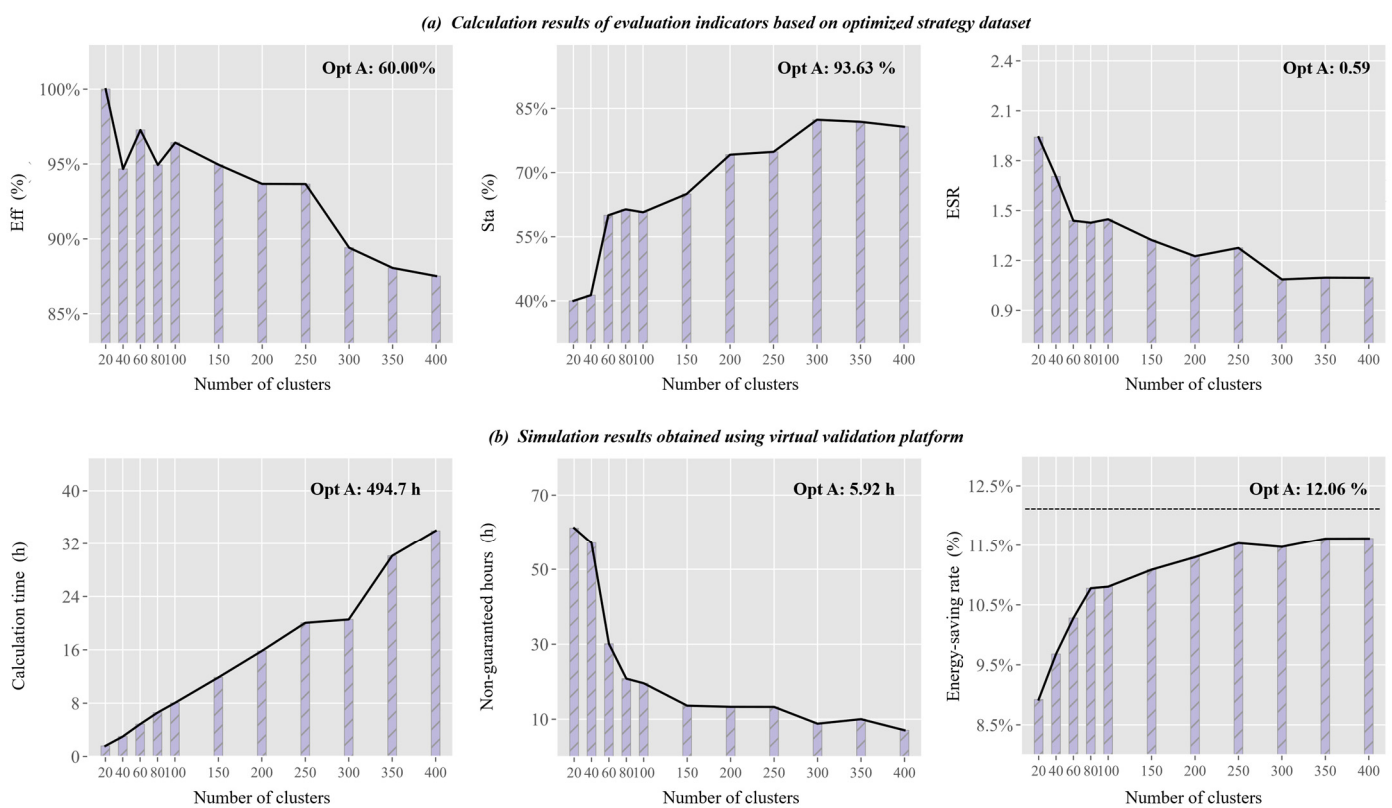 (a) Calculation results of evaluation indicators based on optimized strategy dataset
Opt A: 60.00%
100%
95%
90%
85%
Eff (%)
20 40 60 80 100 150 200 250 300 350 400
Number of clusters
Opt A: 93.63 %
85%
70%
55%
40%
Sta (%)
20 40 60 80 100 150 200 250 300 350 400
Number of clusters
Opt A: 0.59
2.4
2.1
1.8
1.5
1.2
0.9
ESR
20 40 60 80 100 150 200 250 300 350 400
Number of clusters
(b) Simulation results obtained using virtual validation platform
Opt A: 494.7 h
40
32
24
16
8
0
Calculation time (h)
20 40 60 80 100 150 200 250 300 350 400
Number of clusters
Opt A: 5.92 h
70
50
30
10
Non-guaranteed hours (h)
20 40 60 80 100 150 200 250 300 350 400
Number of clusters
Opt A: 12.06 %
12.5%
11.5%
10.5%
9.5%
8.5%
Energy-saving rate (%)
20 40 60 80 100 150 200 250 300 350 400
Number of clusters